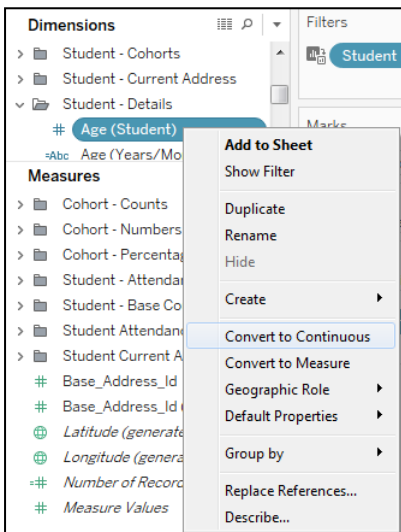 Dimensions
Student - Cohorts
Student - Current Address
Student - Details
# Age (Student)
=Abc Age (Years/Mo
Measures
Cohort - Counts
Cohort - Numbers
Cohort - Percenta
Student - Attendan
Student - Base Co
Student Attendanc
Student Current A
# Base_Address_Id
# Base_Address_Id (
Latitude (generate
Longitude (genera
=# Number of Record
# Measure Values
Filters
Student
Marks
Add to Sheet
Show Filter
Duplicate
Rename
Hide
Create
Convert to Continuous
Convert to Measure
Geographic Role
Default Properties
Group by
Replace References...
Describe...